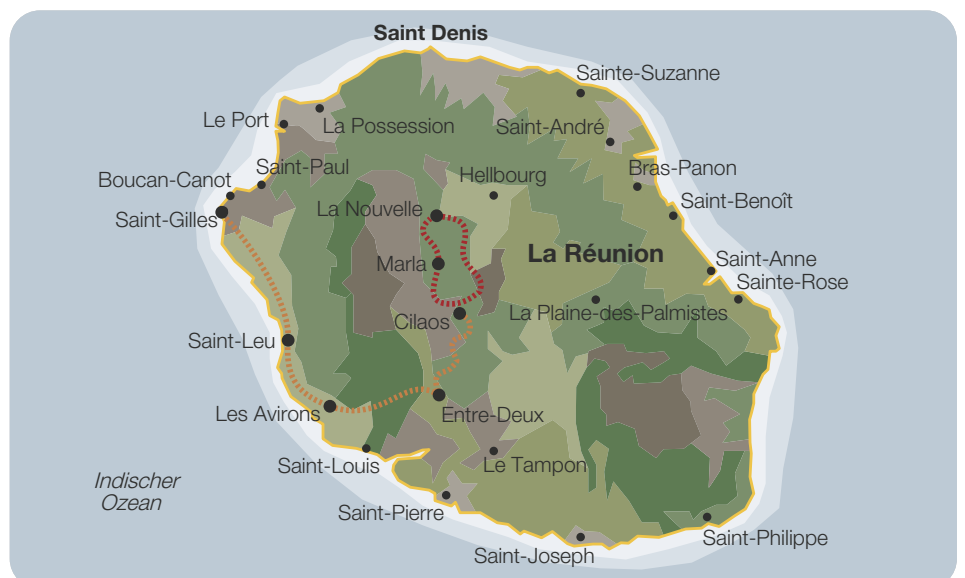 Saint Denis
Sainte-Suzanne
Le Port
La Possession
Saint-André
Saint-Paul
Hellbourg
Bras-Panon
Boucan-Canot
Saint-Gilles
La Nouvelle
Saint-Benoît
Marla
La Réunion
Saint-Anne
Sainte-Rose
Cilaos
La Plaine-des-Palmistes
Saint-Leu
Les Avirons
Entre-Deux
Saint-Louis
Le Tampon
Indischer
Ozean
Saint-Pierre
Saint-Philippe
Saint-Joseph